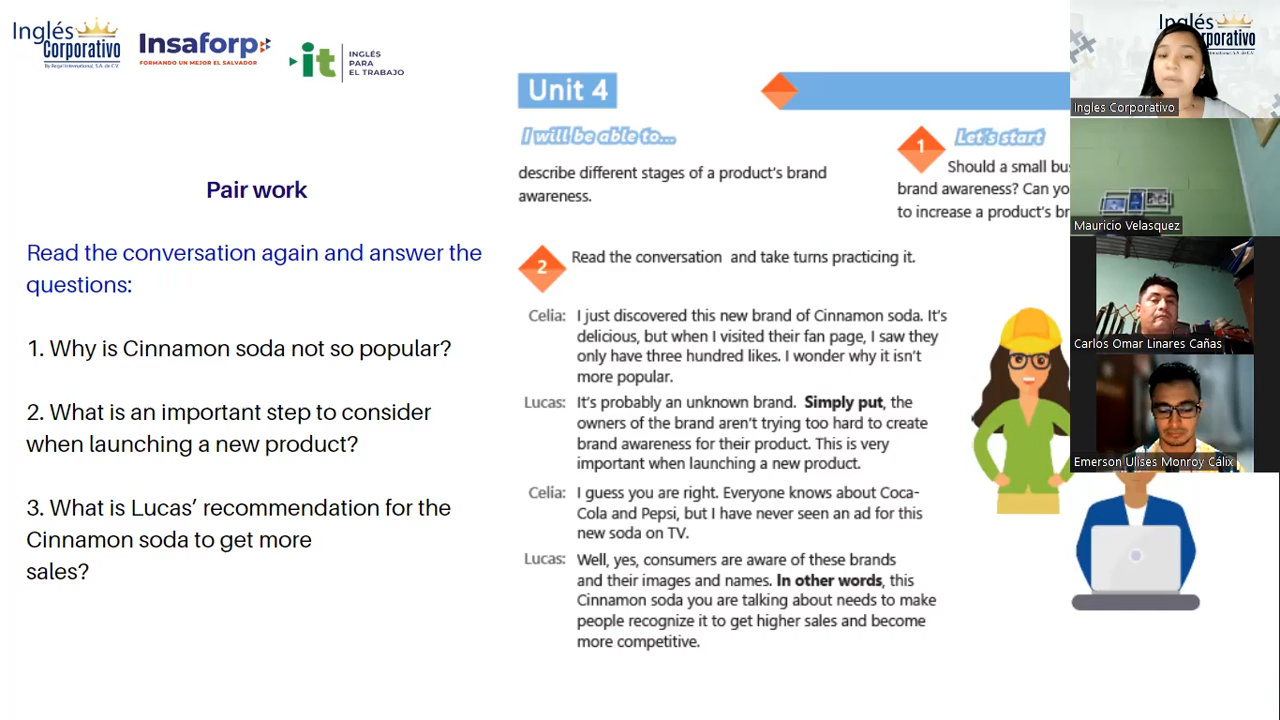 Inglés
Corporativo
By Regal International, S.A. de C.V.
Insaforp
FORMANDO UN MEJOR EL SALVADOR
it
INGLÉS
PARA
EL TRABAJO
Pair work
Read the conversation again and answer the
questions:
1. Why is Cinnamon soda not so popular?
2. What is an important step to consider
when launching a new product?
3. What is Lucas’ recommendation for the
Cinnamon soda to get more
sales?
Unit 4
I will be able to...
describe different stages of a product’s brand
awareness.
1
Let’s start
Should a small
brand awareness? Can
to increase a product’s
2
Read the conversation and take turns practicing it.
Celia: I just discovered this new brand of Cinnamon soda. It’s
delicious, but when I visited their fan page, I saw they
only have three hundred likes. I wonder why it isn’t
more popular.
Lucas: It’s probably an unknown brand. Simply put, the
owners of the brand aren’t trying too hard to create
brand awareness for their product. This is very
important when launching a new product.
Celia: I guess you are right. Everyone knows about Coca-
Cola and Pepsi, but I have never seen an ad for this
new soda on TV.
Lucas: Well, yes, consumers are aware of these brands
and their images and names. In other words, this
Cinnamon soda you are talking about needs to make
people recognize it to get higher sales and become
more competitive.
Inglés
Corporativo
Ingles Corporativo
Mauricio Velasquez
Carlos Omar Linares Cañas
Emerson Ulises Monroy Cálix